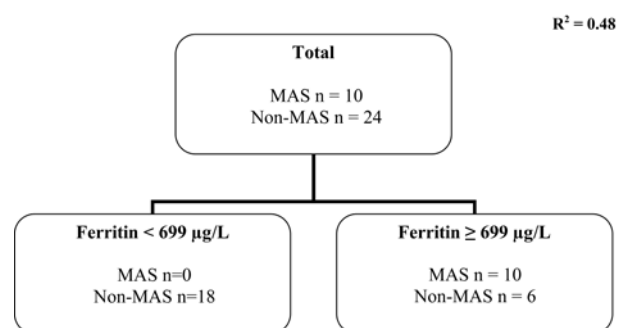 R² = 0.48
Total
MAS n = 10
Non-MAS n = 24
Ferritin < 699 µg/L
MAS n=0
Non-MAS n=18
Ferritin ≥ 699 µg/L
MAS n = 10
Non-MAS n = 6